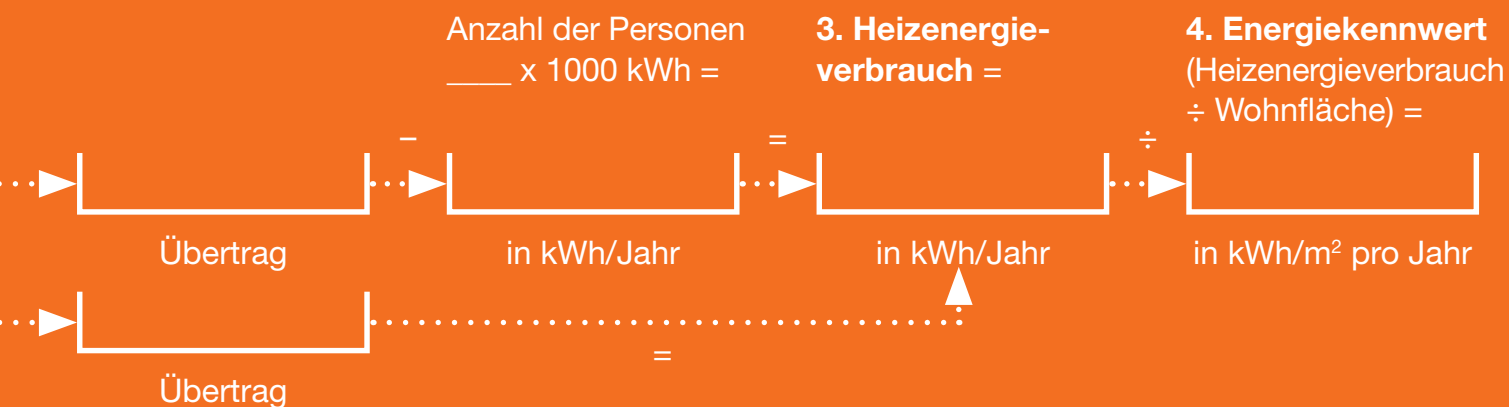 Anzahl der Personen
____ x 1000 kWh =
3. Heizenergie-
verbrauch =
4. Energiekennwert
(Heizenergieverbrauch
÷ Wohnfläche) =
– = ÷
Übertrag
in kWh/Jahr
in kWh/Jahr
in kWh/m² pro Jahr
=
Übertrag